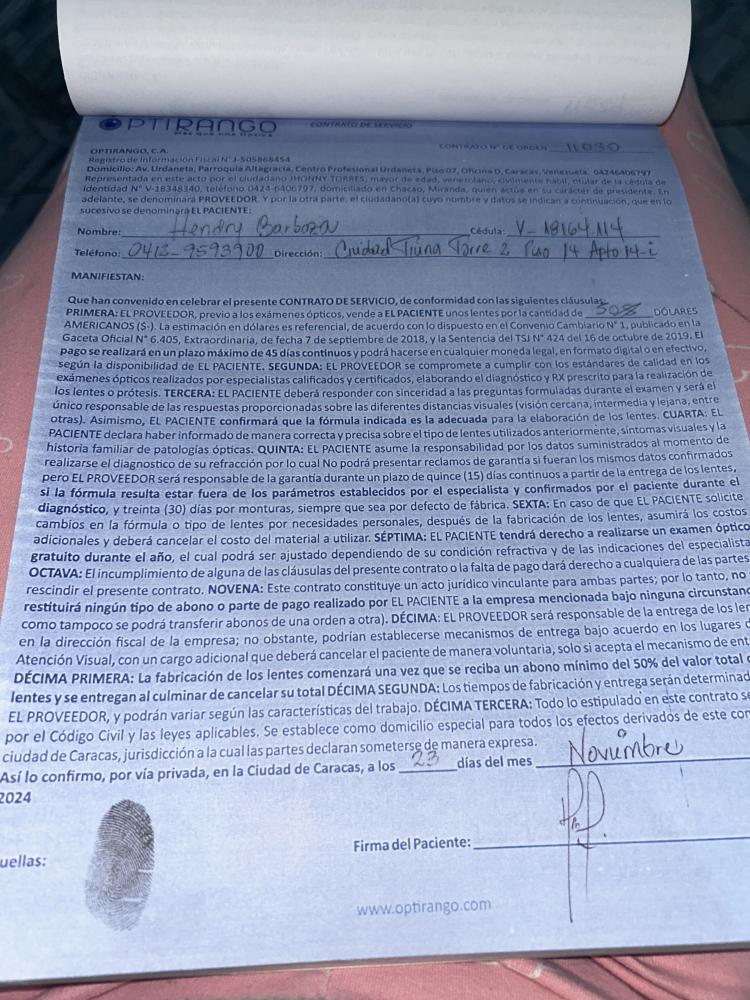 OPTIRANGO
CONTRATO DE SERVICIO
OPTIRANGO, C.A.
CONTRATO N° DE ORDEN 11030
Registro de Información Fiscal N° J-505868454
Domicilio: Av. Urdaneta, Parroquia Altagracia, Centro Profesional Urdaneta, Piso 07, Oficina D, Caracas, Venezuela. 04246406797
Representada en este acto por el ciudadano JHONNY TORRES, mayor de edad, venezolano, civilmente hábil, titular de la cédula de
identidad N° V-18348340, teléfono 0424-6406797, domiciliado en Chacao, Miranda, quien actúa en su carácter de presidente. En
adelante, se denominará PROVEEDOR. Y por la otra parte, el ciudadano(a) cuyo nombre y datos se indican a continuación, que en lo
sucesivo se denominará EL PACIENTE:
Nombre: Hendry Barboza Cédula: V-18164114
Teléfono: 0412-9593900 Dirección: Ciudad Tiuna Torre 2 Piso 14 Apto 14-i
MANIFIESTAN:
Que han convenido en celebrar el presente CONTRATO DE SERVICIO, de conformidad con las siguientes cláusulas:
PRIMERA: EL PROVEEDOR, previo a los exámenes ópticos, vende a EL PACIENTE unos lentes por la cantidad de DÓLARES
AMERICANOS (S-). La estimación en dólares es referencial, de acuerdo con lo dispuesto en el Convenio Cambiario N° 1, publicado en la
Gaceta Oficial N° 6.405, Extraordinaria, de fecha 7 de septiembre de 2018, y la Sentencia del TSJ N° 424 del 16 de octubre de 2019. El
pago se realizará en un plazo máximo de 45 días continuos y podrá hacerse en cualquier moneda legal, en formato digital o en efectivo,
según la disponibilidad de EL PACIENTE. SEGUNDA: EL PROVEEDOR se compromete a cumplir con los estándares de calidad en los
exámenes ópticos realizados por especialistas calificados y certificados, elaborando el diagnóstico y RX prescrito para la realización de
los lentes o prótesis. TERCERA: EL PACIENTE deberá responder con sinceridad a las preguntas formuladas durante el examen y será el
único responsable de las respuestas proporcionadas sobre las diferentes distancias visuales (visión cercana, intermedia y lejana, entre
otras). Asimismo, EL PACIENTE confirmará que la fórmula indicada es la adecuada para la elaboración de los lentes. CUARTA: EL
PACIENTE declara haber informado de manera correcta y precisa sobre el tipo de lentes utilizados anteriormente, síntomas visuales y la
historia familiar de patologías ópticas. QUINTA: EL PACIENTE asume la responsabilidad por los datos suministrados al momento de
realizarse el diagnostico de su refracción por lo cual No podrá presentar reclamos de garantía si fueran los mismos datos confirmados
pero EL PROVEEDOR será responsable de la garantía durante un plazo de quince (15) días continuos a partir de la entrega de los lentes,
si la fórmula resulta estar fuera de los parámetros establecidos por el especialista y confirmados por el paciente durante el
diagnóstico, y treinta (30) días por monturas, siempre que sea por defecto de fábrica. SEXTA: En caso de que EL PACIENTE solicite
cambios en la fórmula o tipo de lentes por necesidades personales, después de la fabricación de los lentes, asumirá los costos
adicionales y deberá cancelar el costo del material a utilizar. SÉPTIMA: EL PACIENTE tendrá derecho a realizarse un examen óptico
gratuito durante el año, el cual podrá ser ajustado dependiendo de su condición refractiva y de las indicaciones del especialista
OCTAVA: El incumplimiento de alguna de las cláusulas del presente contrato o la falta de pago dará derecho a cualquiera de las partes
rescindir el presente contrato. NOVENA: Este contrato constituye un acto jurídico vinculante para ambas partes; por lo tanto, no
restituirá ningún tipo de abono o parte de pago realizado por EL PACIENTE a la empresa mencionada bajo ninguna circunstan
como tampoco se podrá transferir abonos de una orden a otra). DÉCIMA: EL PROVEEDOR será responsable de la entrega de los len
en la dirección fiscal de la empresa; no obstante, podrían establecerse mecanismos de entrega bajo acuerdo en los lugares d
Atención Visual, con un cargo adicional que deberá cancelar el paciente de manera voluntaria, solo si acepta el mecanismo de ent
DÉCIMA PRIMERA: La fabricación de los lentes comenzará una vez que se reciba un abono mínimo del 50% del valor total d
lentes y se entregan al culminar de cancelar su total DÉCIMA SEGUNDA: Los tiempos de fabricación y entrega serán determinad
EL PROVEEDOR, y podrán variar según las características del trabajo. DÉCIMA TERCERA: Todo lo estipulado en este contrato se
por el Código Civil y las leyes aplicables. Se establece como domicilio especial para todos los efectos derivados de este con
ciudad de Caracas, jurisdicción a la cual las partes declaran someterse de manera expresa.
Así lo confirmo, por vía privada, en la Ciudad de Caracas, a los 23 días del mes Noviembre
2024
uellas:
Firma del Paciente:
www.optirango.com